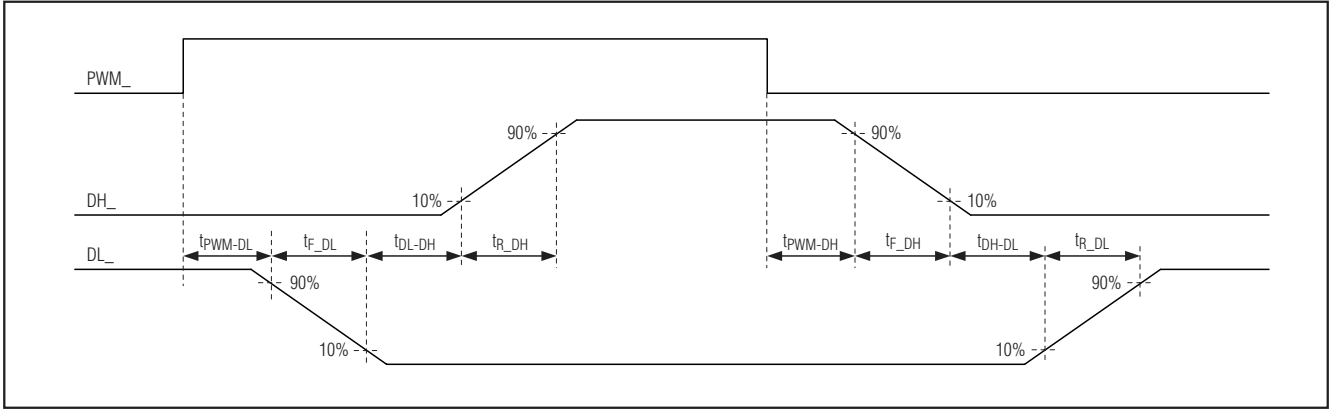 PWM_
90% 90%
DH_ 10% 10%
tPWM-DL tF_DL tDL-DH tR_DH tPWM-DH tF_DH tDH-DL tR_DL
DL_
90% 90%
10% 10%